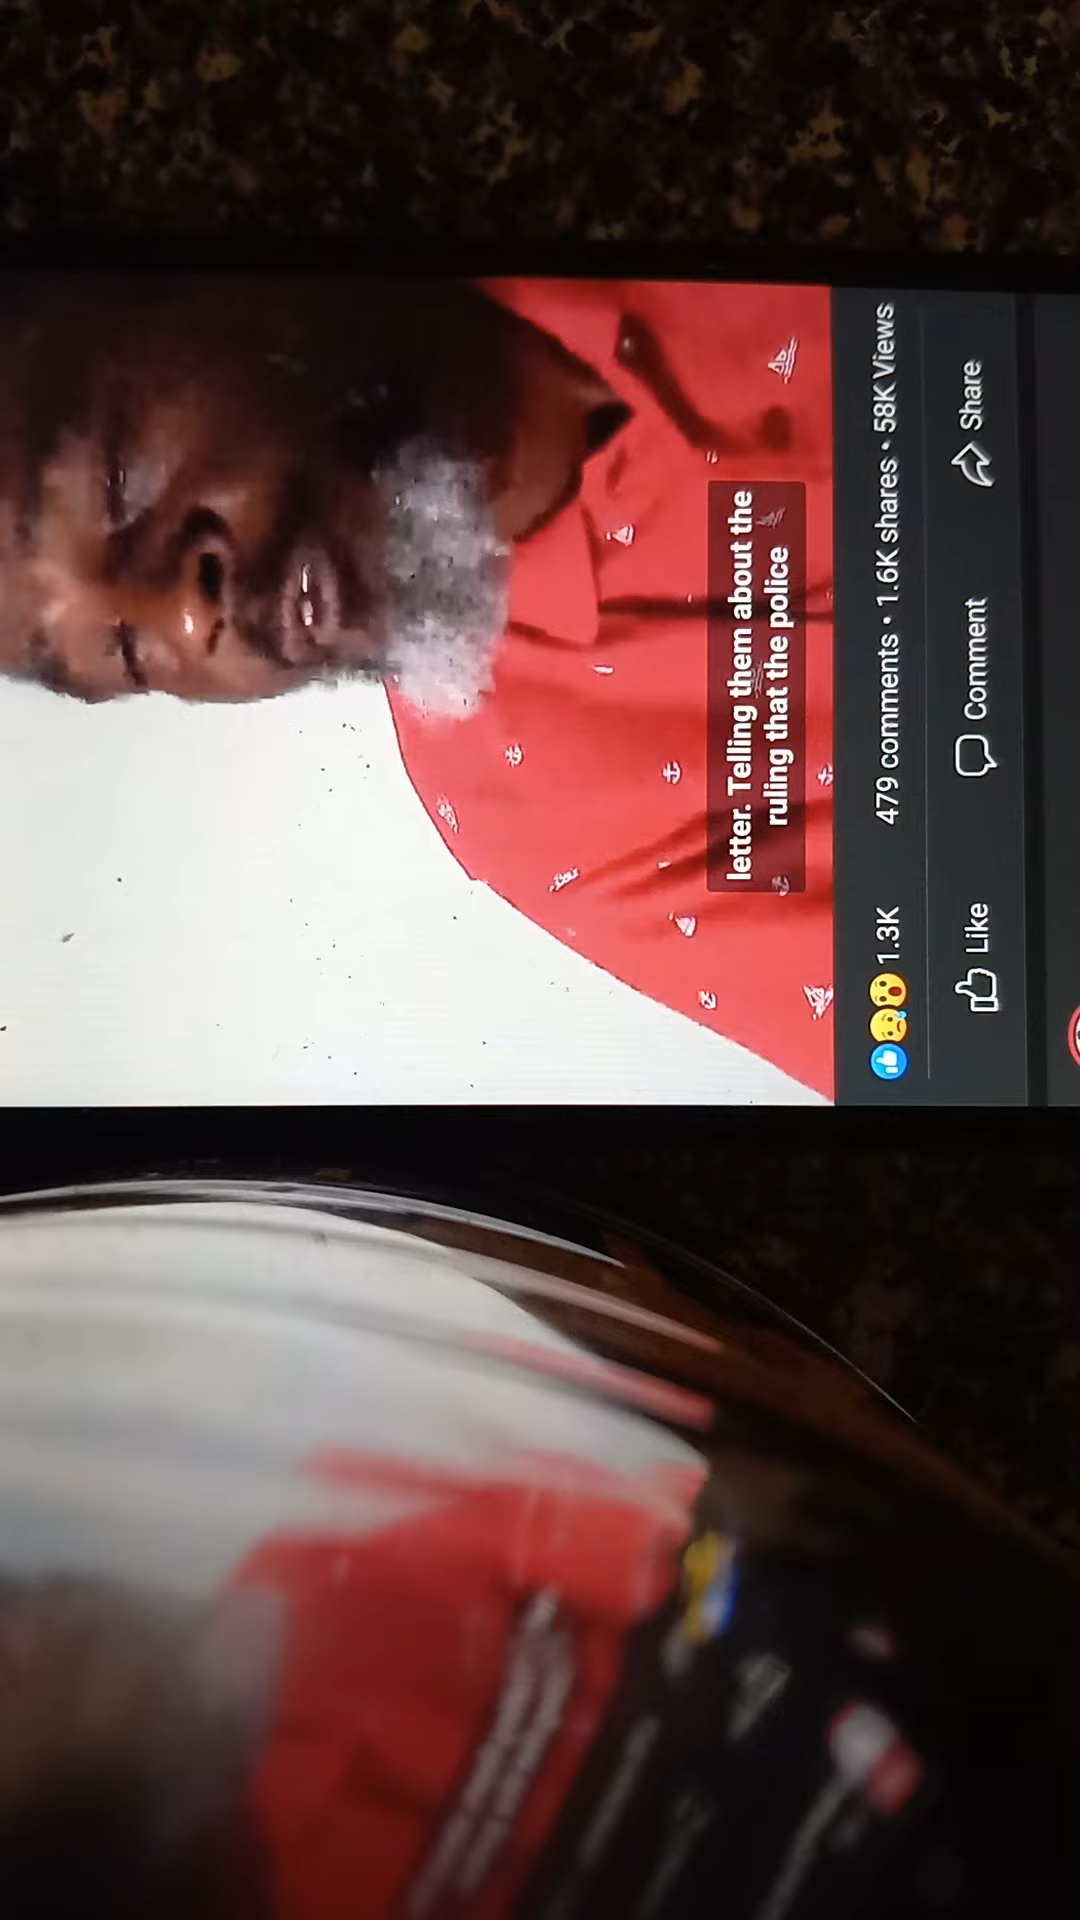 letter. Telling them about the
ruling that the police
1.3K
479 comments • 1.6K shares • 58K Views
Like
Comment
Share